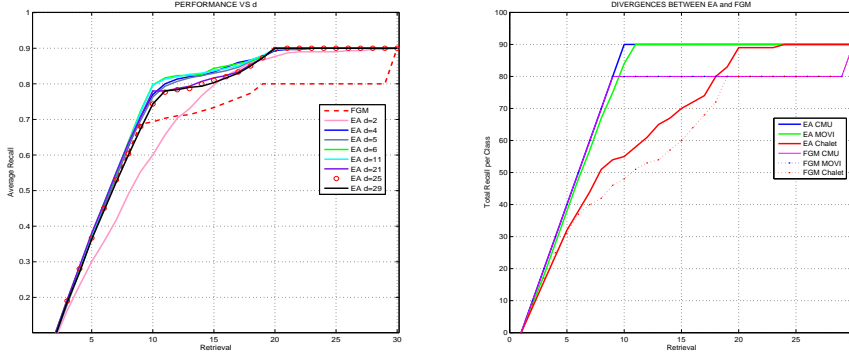 PERFORMANCE VS d
1
0.9
0.8
0.7
0.6
0.5
0.4
0.3
0.2
5
10
15
20
25
30
Average Recall
Retrieval
FGM
EA d=2
EA d=4
EA d=5
EA d=6
EA d=11
EA d=21
EA d=25
EA d=29
DIVERGENCES BETWEEN EA and FGM
100
90
80
70
60
50
40
30
20
10
0
0
5
10
15
20
25
Total Recall per Class
Retrieval
EA CMU
EA MOVI
EA Chalet
FGM CMU
FGM MOVI
FGM Chalet